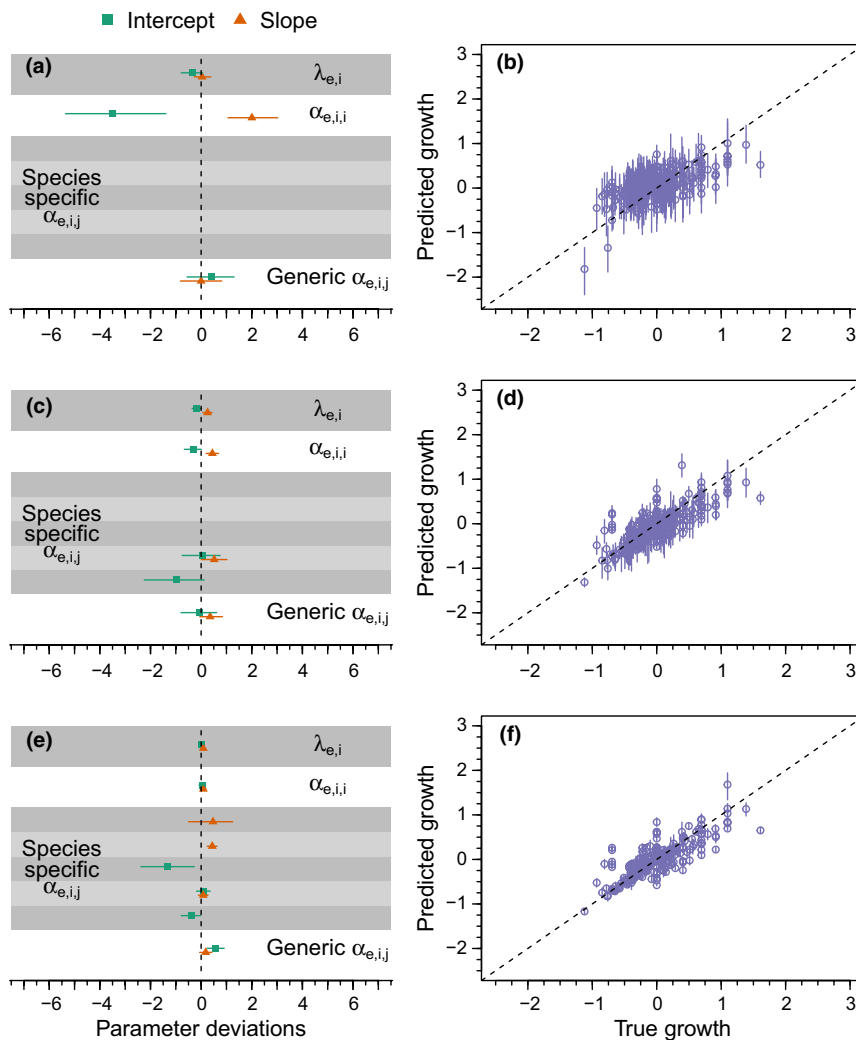 Intercept Slope
(a) λe,i
αe,i,i
Species
specific
αe,i,j
Generic αe,i,j
−6 −4 −2 0 2 4 6
(b)
Predicted growth
3
2
1
0
−1
−2
−2 −1 0 1 2 3
(c) λe,i
αe,i,i
Species
specific
αe,i,j
Generic αe,i,j
−6 −4 −2 0 2 4 6
(d)
Predicted growth
3
2
1
0
−1
−2
−2 −1 0 1 2 3
(e) λe,i
αe,i,i
Species
specific
αe,i,j
Generic αe,i,j
−6 −4 −2 0 2 4 6
Parameter deviations
(f)
Predicted growth
3
2
1
0
−1
−2
−2 −1 0 1 2 3
True growth